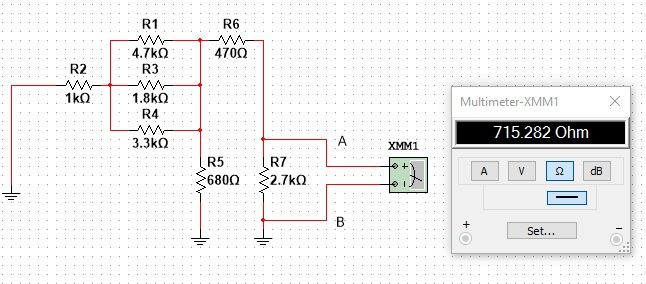 R1
4.7kΩ
R6
470Ω
R2
1kΩ
R3
1.8kΩ
R4
3.3kΩ
R5
680Ω
R7
2.7kΩ
A
B
XMM1
+
Multimeter-XMM1
×
715.282 Ohm
A V Ω dB
+ Set... −